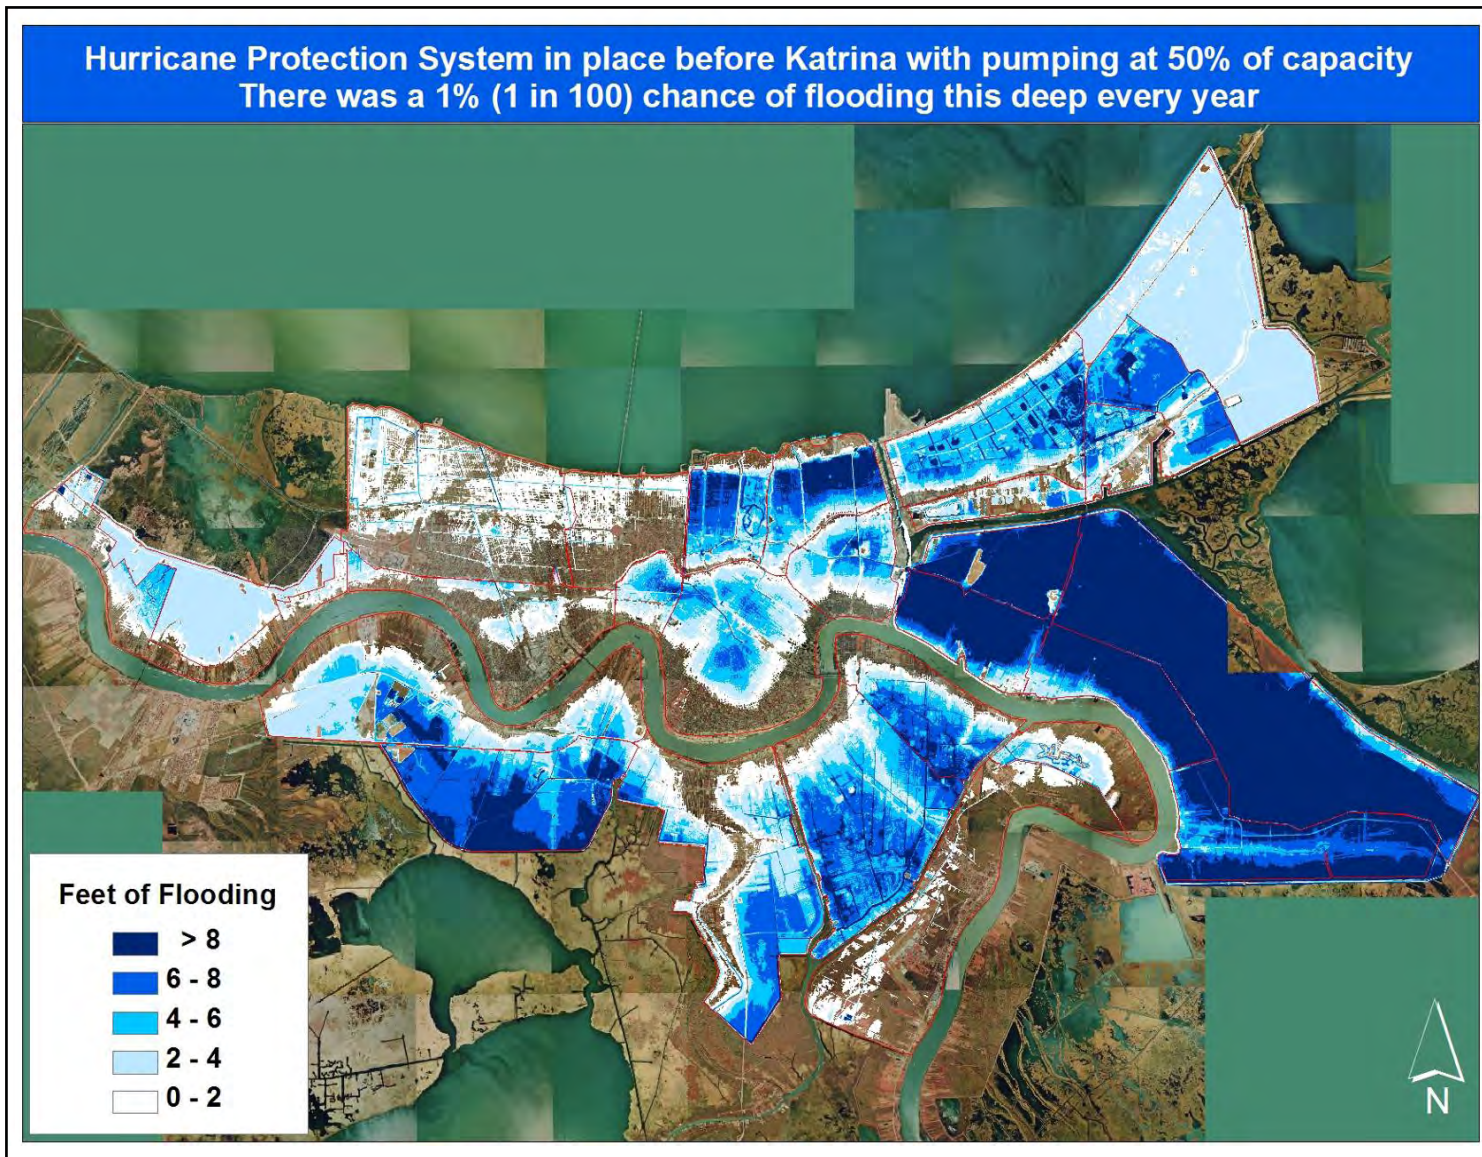 Hurricane Protection System in place before Katrina with pumping at 50% of capacity
There was a 1% (1 in 100) chance of flooding this deep every year
Feet of Flooding
> 8
6 - 8
4 - 6
2 - 4
0 - 2
N